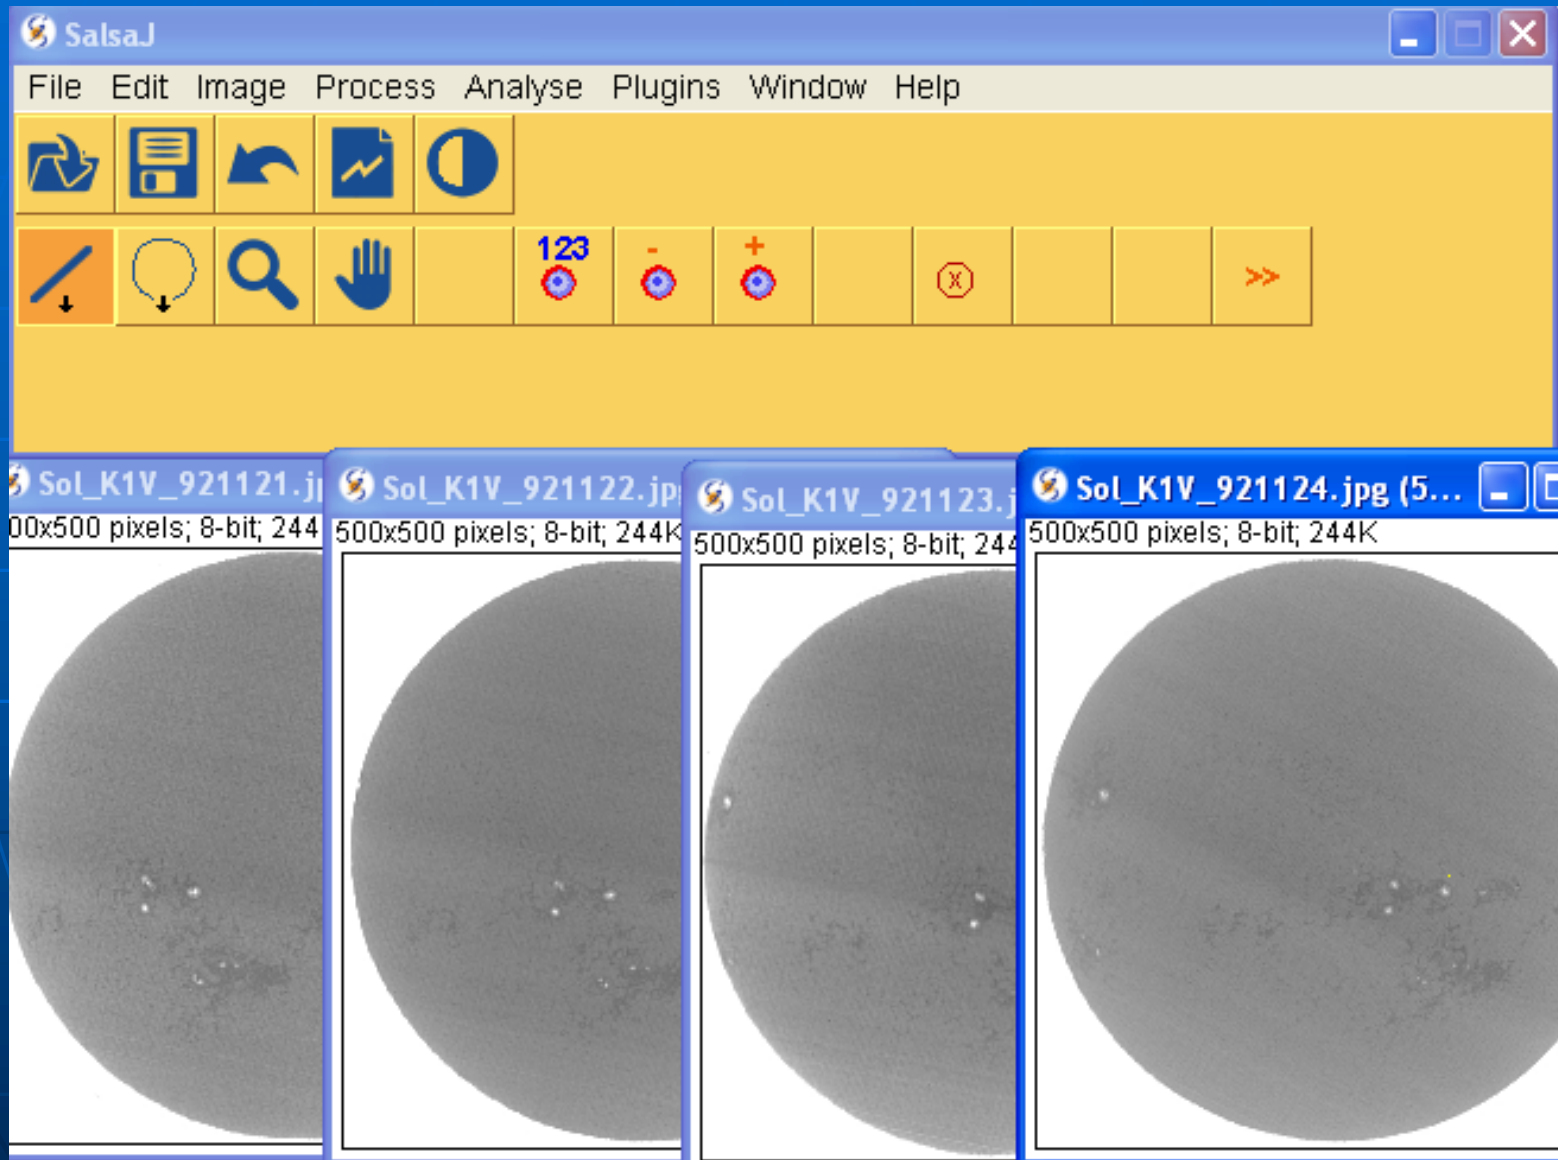 SalsaJ
File Edit Image Process Analyse Plugins Window Help
123 - +
X >>
Sol_K1V_921121.j
00x500 pixels; 8-bit; 244
Sol_K1V_921122.jp
500x500 pixels; 8-bit; 244K
Sol_K1V_921123.j
500x500 pixels; 8-bit; 244
Sol_K1V_921124.jpg (5...
500x500 pixels; 8-bit; 244K